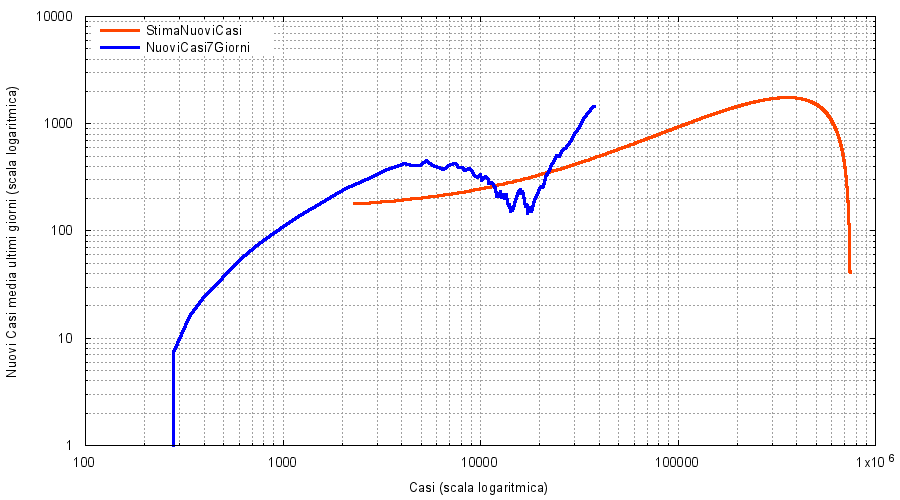 10000
1000
100
10
1
StimaNuoviCasi
NuoviCasi7Giorni
Nuovi Casi media ultimi giorni (scala logaritmica)
100 1000 10000 100000 1x10 6
Casi (scala logaritmica)